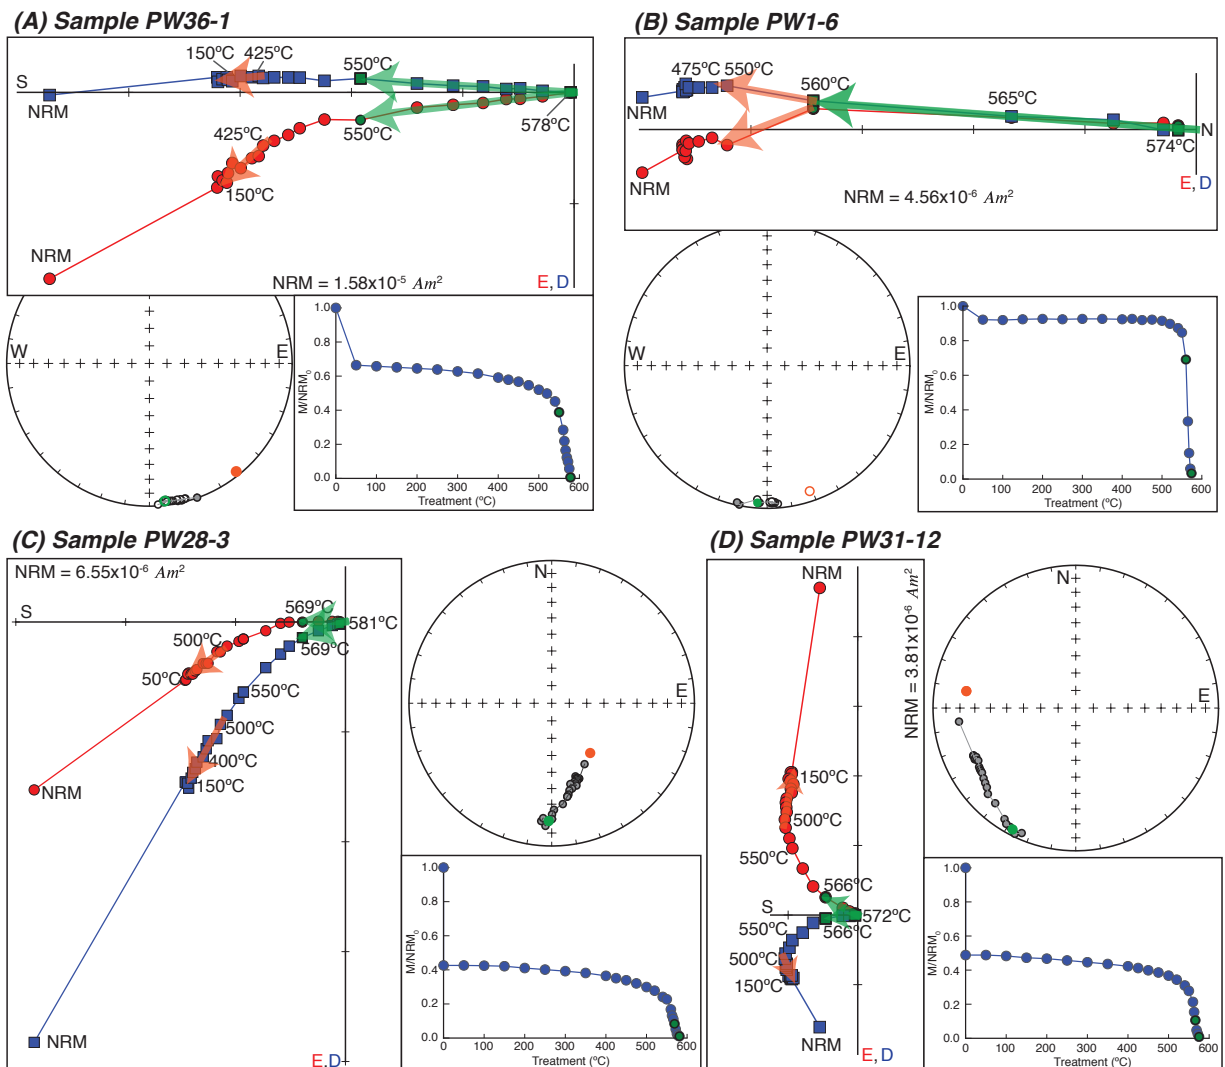 (A) Sample PW36-1
S
150ºC 425ºC
550ºC
NRM
578ºC
425ºC
550ºC
150ºC
NRM
NRM = 1.58x10-5 Am2
E, D
W
E
1.0
0.8
0.6
0.4
0.2
0.0
M/NRM0
0 100 200 300 400 500 600
Treatment (ºC)
(B) Sample PW1-6
475ºC 550ºC
560ºC
565ºC
NRM
N
574ºC
NRM
NRM = 4.56x10-6 Am2
E, D
W
E
1.0
0.8
0.6
0.4
0.2
0.0
M/NRM0
0 100 200 300 400 500 600
Treatment (ºC)
(C) Sample PW28-3
NRM = 6.55x10-6 Am2
S
569ºC
581ºC
500ºC
569ºC
50ºC
550ºC
500ºC
400ºC
150ºC
NRM
NRM
E,D
N
E
1.0
0.8
0.6
0.4
0.2
0.0
M/NRM0
0 100 200 300 400 500 600
Treatment (ºC)
(D) Sample PW31-12
NRM
NRM = 3.81x10-6 Am2
150ºC
500ºC
550ºC
566ºC
S
572ºC
550ºC
566ºC
500ºC
150ºC
NRM
E, D
N
E
1.0
0.8
0.6
0.4
0.2
0.0
M/NRM0
0 100 200 300 400 500 600
Treatment (ºC)